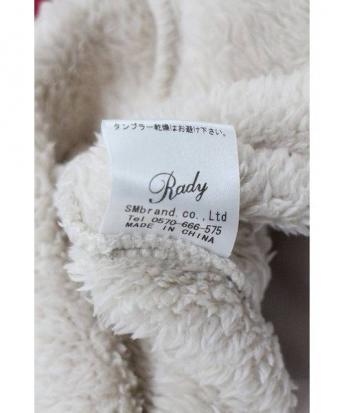 タンブラー乾燥はお避け下さい。
Rady
SMbrand.co.,Ltd
Tel 0570-666-575
MADE IN CHINA